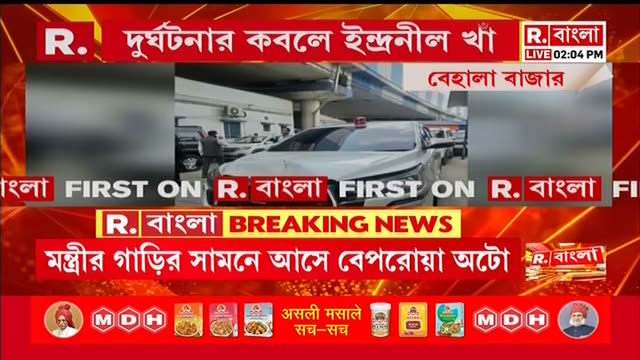 R. দুর্ঘটনার কবলে ইন্দ্রনীল খাঁ
R. বাংলা
LIVE 02:04 PM
বেহালা বাজার
বাংলা FIRST ON R. বাংলা FIRST ON R. বাংলা FI
R. বাংলা BREAKING NEWS
মন্ত্রীর গাড়ির সামনে আসে বেপরোয়া অটো
R. বাংলা
MDH असली मसाले सच-सच MDH